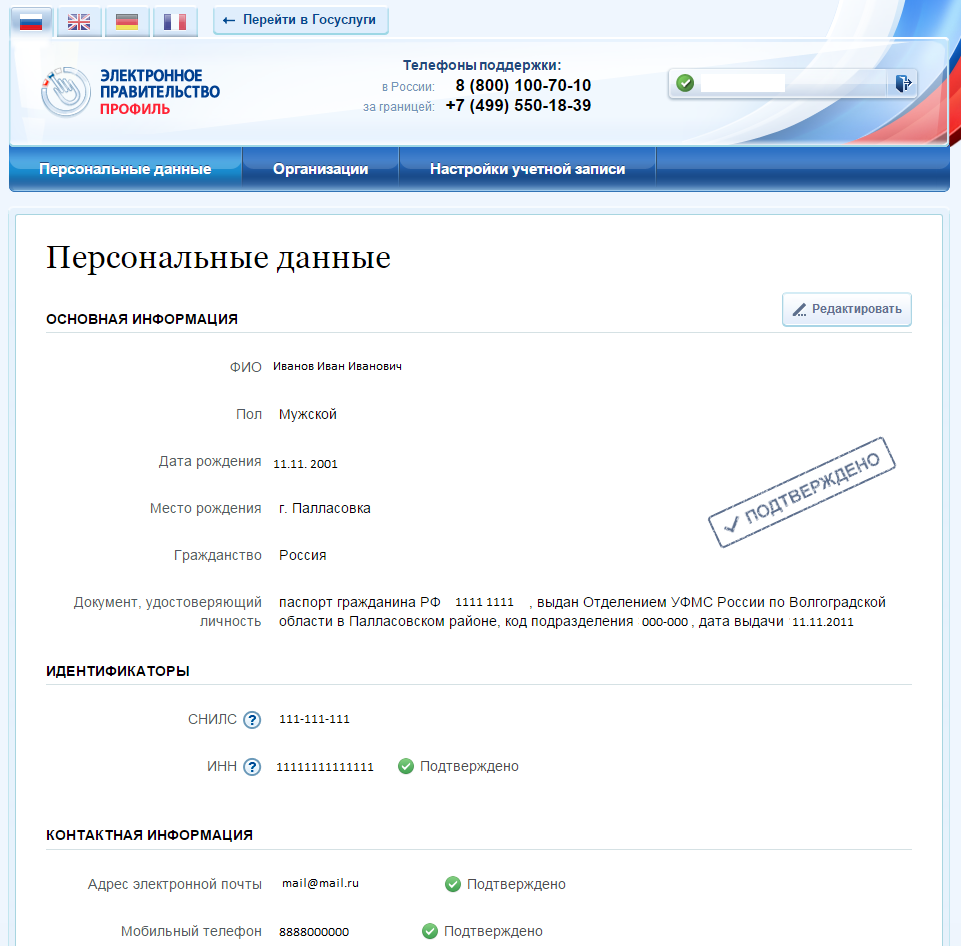 ← Перейти в Госуслуги
ЭЛЕКТРОННОЕ
ПРАВИТЕЛЬСТВО
ПРОФИЛЬ
Телефоны поддержки:
в России: 8 (800) 100-70-10
за границей: +7 (499) 550-18-39
Персональные данные Организации Настройки учетной записи
Персональные данные
ОСНОВНАЯ ИНФОРМАЦИЯ
Редактировать
ФИО Иванов Иван Иванович
Пол Мужской
Дата рождения 11.11. 2001
Место рождения г. Палласовка
Гражданство Россия
ПОДТВЕРЖДЕНО
Документ, удостоверяющий паспорт гражданина РФ 1111 1111 , выдан Отделением УФМС России по Волгоградской
личность области в Палласовском районе, код подразделения 000-000 , дата выдачи 11.11.2011
ИДЕНТИФИКАТОРЫ
СНИЛС ? 111-111-111
ИНН ? 11111111111111 Подтверждено
КОНТАКТНАЯ ИНФОРМАЦИЯ
Адрес электронной почты mail@mail.ru Подтверждено
Мобильный телефон 8888000000 Подтверждено